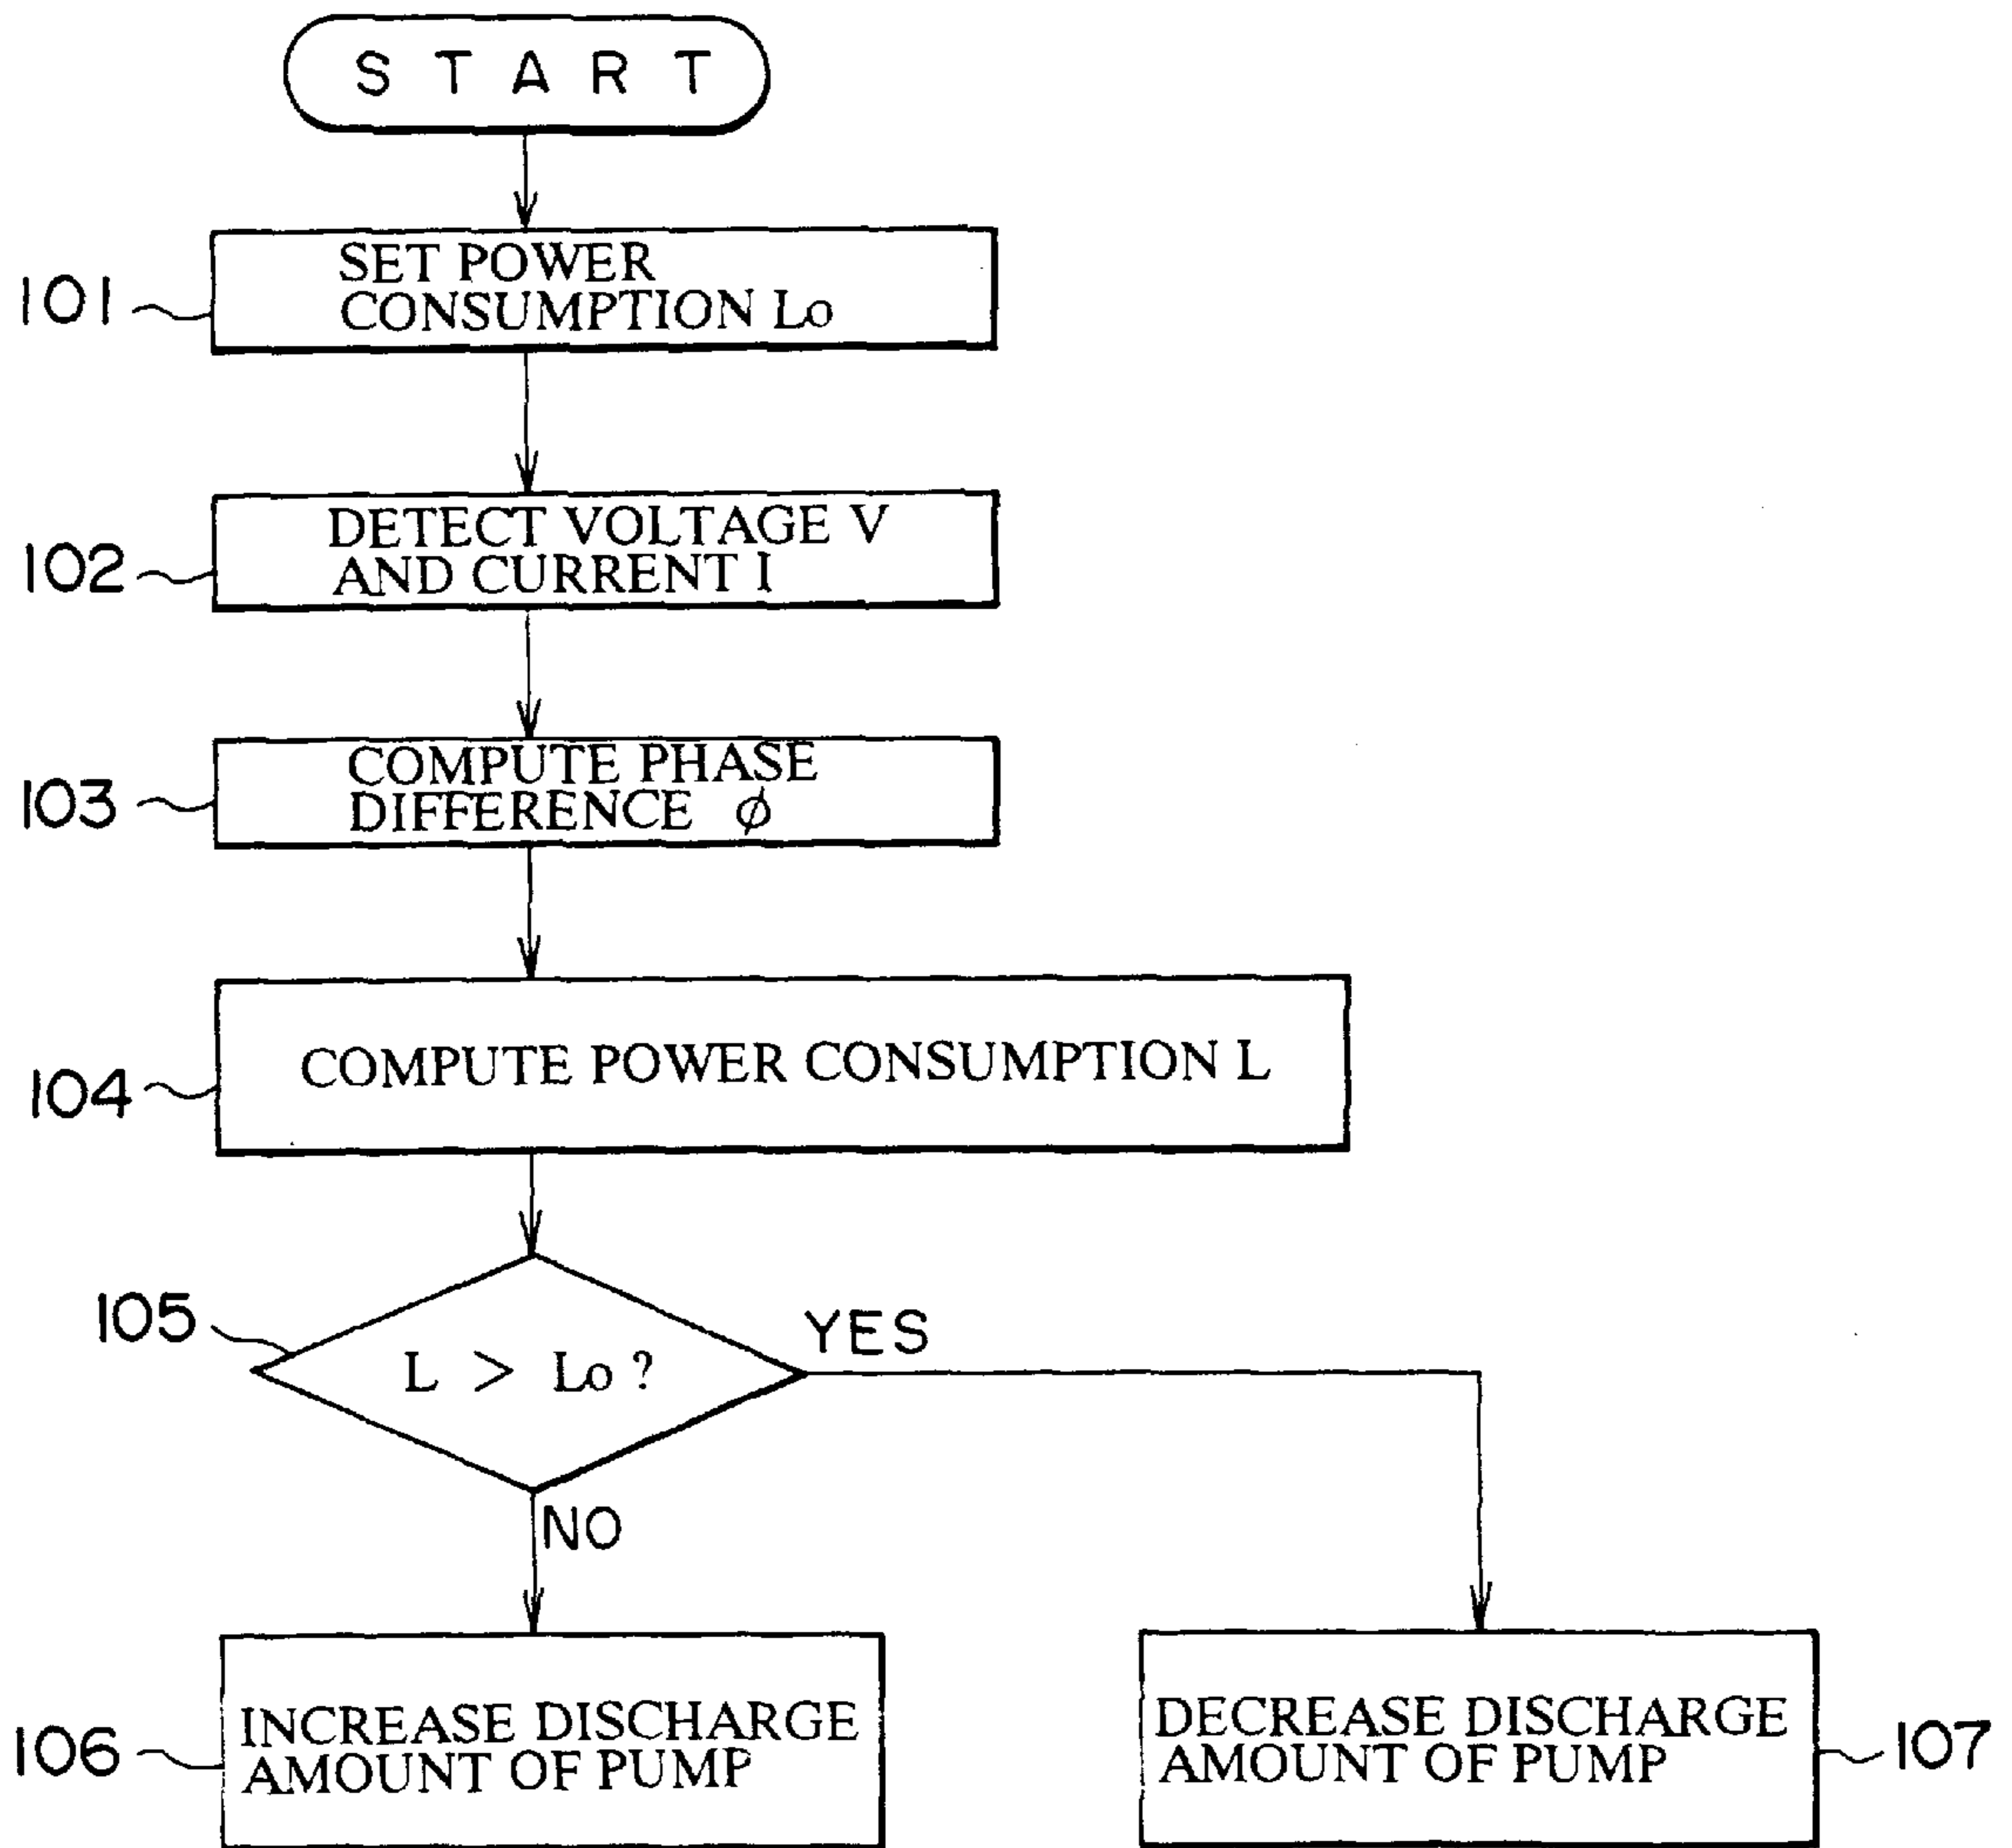 START
101
SET POWER
CONSUMPTION Lo
102
DETECT VOLTAGE V
AND CURRENT I
103
COMPUTE PHASE
DIFFERENCE ϕ
104
COMPUTE POWER CONSUMPTION L
105
L > Lo ?
YES
NO
106
INCREASE DISCHARGE
AMOUNT OF PUMP
DECREASE DISCHARGE
AMOUNT OF PUMP
107